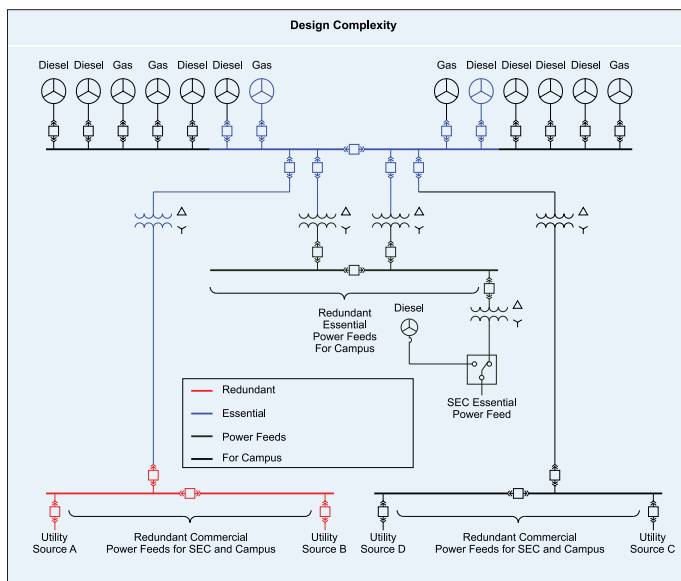 Design Complexity
Diesel Diesel Gas Gas Diesel Diesel Gas
Gas Diesel Diesel Diesel Diesel Gas
Redundant
Essential
Power Feeds
For Campus
Diesel
SEC Essential
Power Feed
Redundant
Essential
Power Feeds
For Campus
Utility
Source A
Redundant Commercial
Power Feeds for SEC and Campus
Utility
Source B
Utility
Source D
Redundant Commercial
Power Feeds for SEC and Campus
Utility
Source C